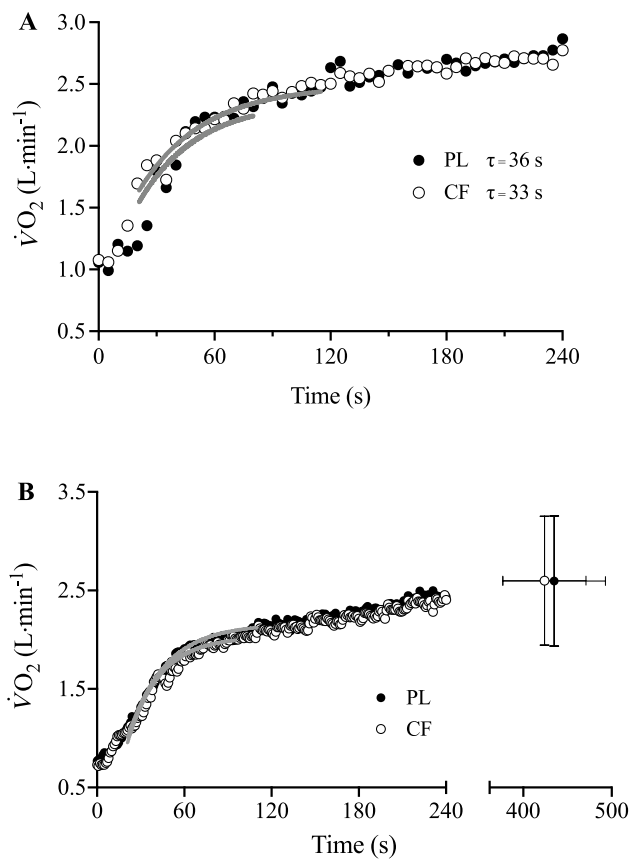 A
3.0
2.5
2.0
1.5
1.0
0.5
V̇O₂ (L·min⁻¹)
PL τ = 36 s
CF τ = 33 s
0 60 120 180 240
Time (s)
B
3.5
2.5
1.5
0.5
V̇O₂ (L·min⁻¹)
PL
CF
0 60 120 180 240 400 500
Time (s)